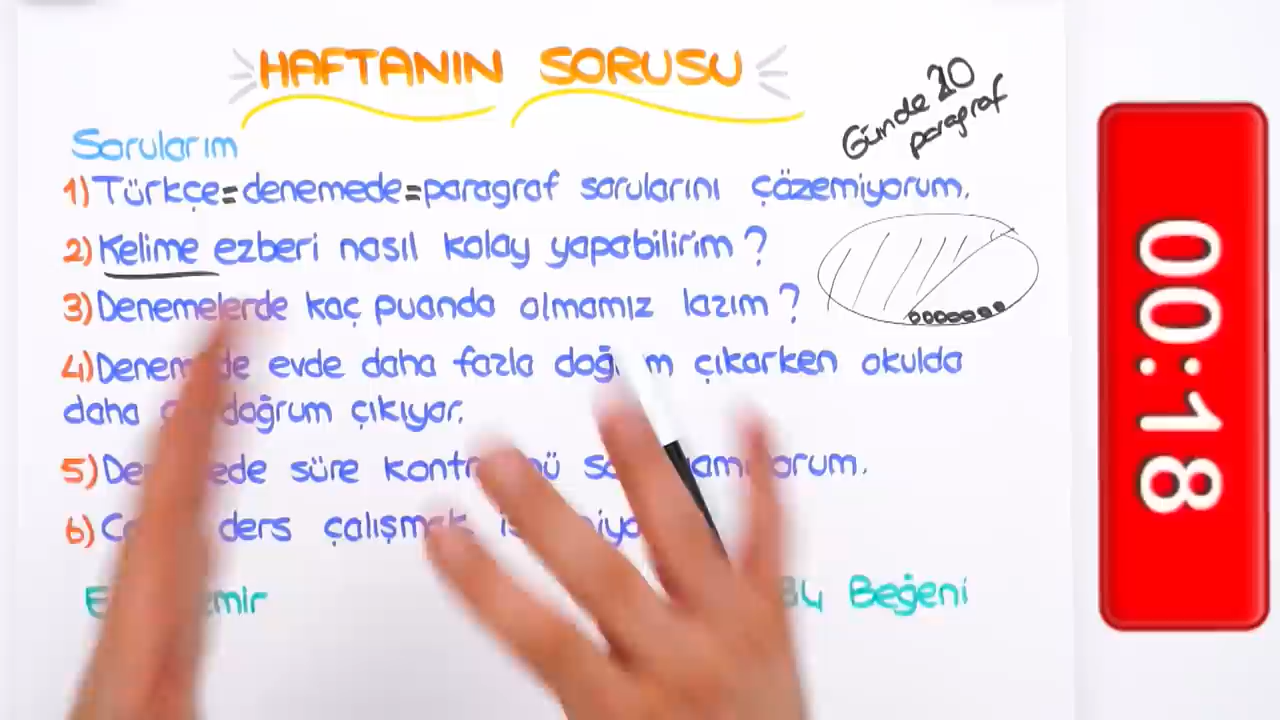 HAFTANIN SORUSU
Günde 20
paragraf
Sorularım
1) Türkçe=denemede=paragraf sorularını çözemiyorum.
2) Kelime ezberi nasıl kolay yapabilirim?
3) Denemelerde kaç puanda olmamız lazım?
4) evde daha fazla çıkarken okulda
daha doğrum çıkıyor.
5) süre
6) ders çalışmak
Beğeni
00:18